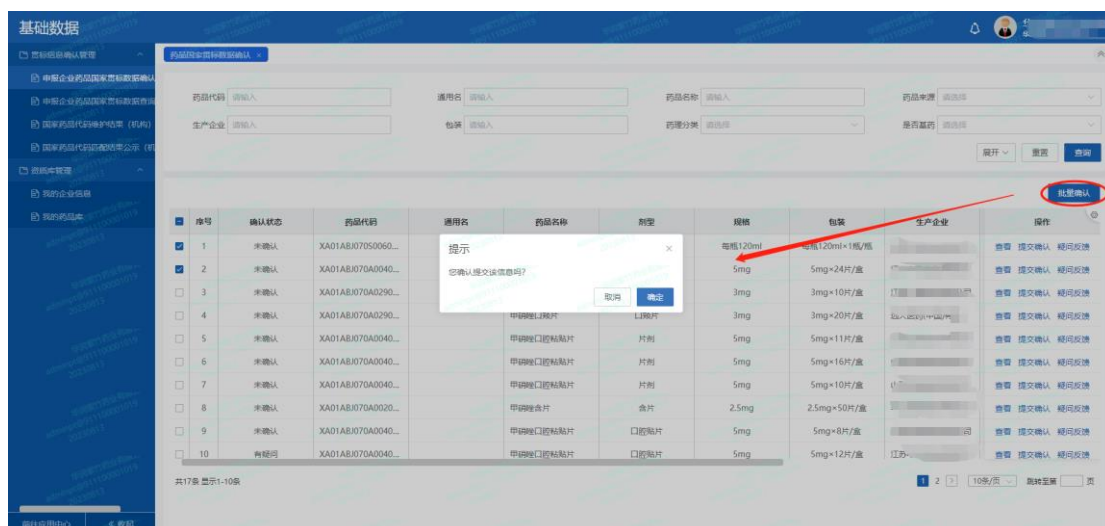 基础数据
贯标信息确认管理
申报企业药品国家贯标数据确认
申报企业药品国家贯标数据查询
国家药品代码维护结果（机构）
国家药品代码匹配结果公示（机
资质库管理
我的企业信息
我的药品库
前往应用中心
收起
药品国家贯标数据确认 ×
药品代码 请输入 通用名 请输入 药品名称 请输入 药品来源 请选择
生产企业 请输入 包装 请输入 药理分类 请选择 是否基药 请选择
展开 重置 查询
批量确认
序号 确认状态 药品代码 通用名 药品名称 剂型 规格 包装 生产企业 操作
1 未确认 XA01ABJ070S0060... 每瓶120ml 每瓶120ml×1瓶/瓶 查看 提交确认 疑问反馈
2 未确认 XA01ABJ070A0040... 5mg 5mg×24片/盒 查看 提交确认 疑问反馈
3 未确认 XA01ABJ070A0290... 3mg 3mg×10片/盒 查看 提交确认 疑问反馈
4 未确认 XA01ABJ070A0290... 甲硝唑口颊片 口颊片 3mg 3mg×20片/盒 查看 提交确认 疑问反馈
5 未确认 XA01ABJ070A0040... 甲硝唑口腔粘贴片 片剂 5mg 5mg×11片/盒 查看 提交确认 疑问反馈
6 未确认 XA01ABJ070A0040... 甲硝唑口腔粘贴片 片剂 5mg 5mg×16片/盒 查看 提交确认 疑问反馈
7 未确认 XA01ABJ070A0040... 甲硝唑口腔粘贴片 片剂 5mg 5mg×10片/盒 查看 提交确认 疑问反馈
8 未确认 XA01ABJ070A0020... 甲硝唑含片 含片 2.5mg 2.5mg×50片/盒 查看 提交确认 疑问反馈
9 未确认 XA01ABJ070A0040... 甲硝唑口腔粘贴片 口腔贴片 5mg 5mg×8片/盒 司 查看 提交确认 疑问反馈
10 有疑问 XA01ABJ070A0040... 甲硝唑口腔粘贴片 口腔贴片 5mg 5mg×12片/盒 江苏 查看 提交确认 疑问反馈
提示 ×
您确认提交该信息吗？
取消 确定
共17条 显示1-10条
1 2 > 10条/页 跳转至第 页